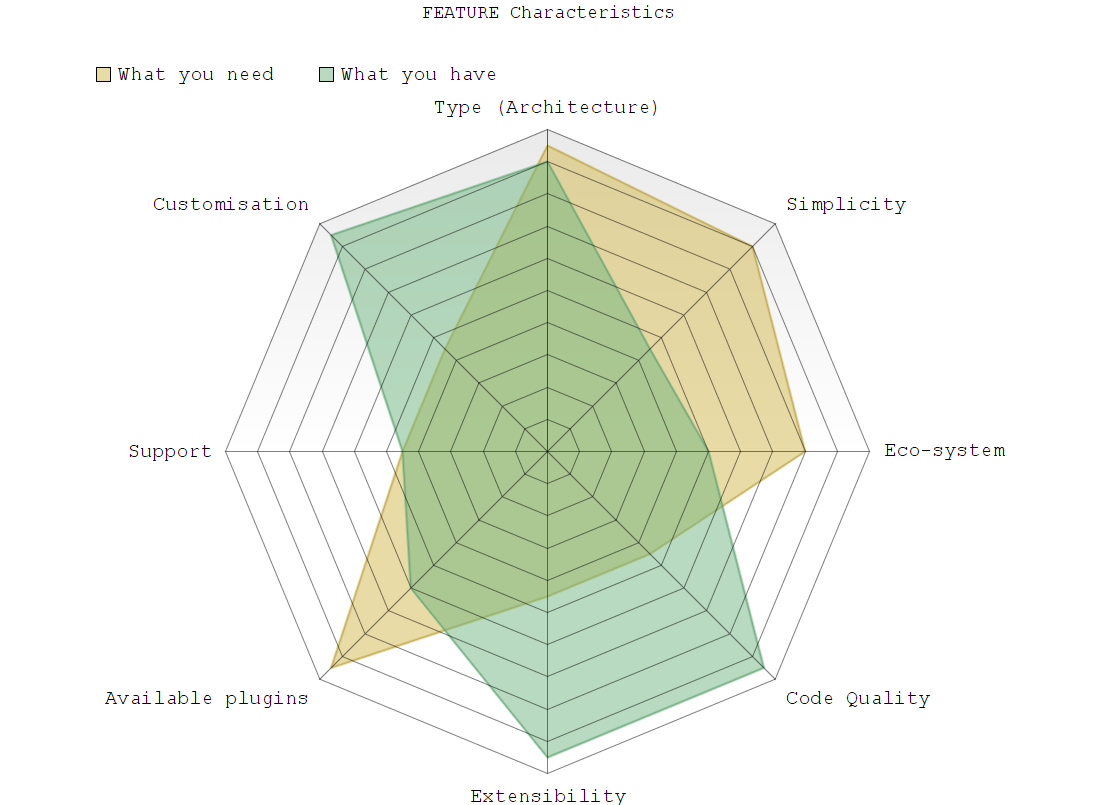 FEATURE Characteristics
What you need
What you have
Type (Architecture)
Customisation
Simplicity
Support
Eco-system
Available plugins
Code Quality
Extensibility